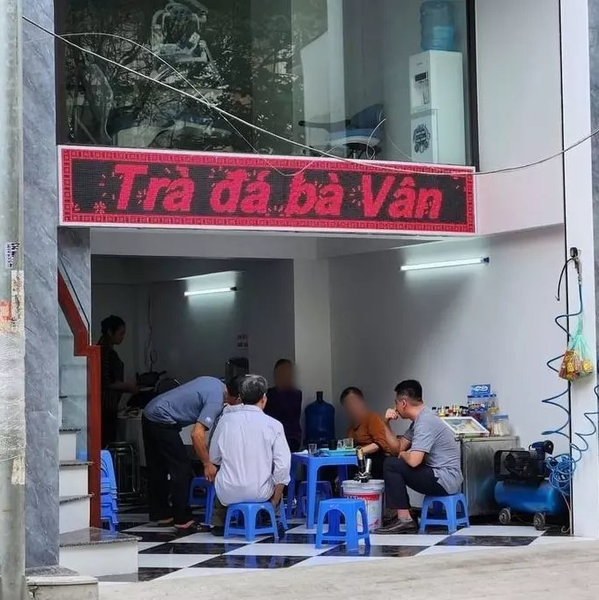 Trà đá bà Vân